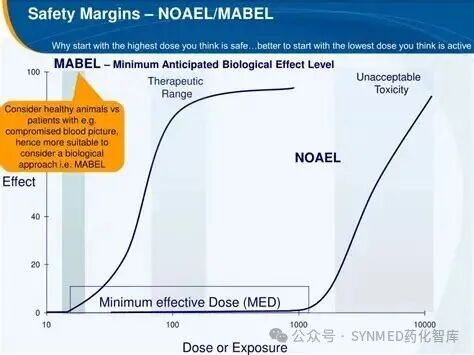 Safety Margins – NOAEL/MABEL
Why start with the highest dose you think is safe…better to start with the lowest dose you think is active
100
MABEL – Minimum Anticipated Biological Effect Level
Therapeutic
Range
Unacceptable
Toxicity
Consider healthy animals vs
patients with e.g.
compromised blood picture,
hence more suitable to
consider a biological
approach i.e. MABEL
NOAEL
Effect
40
20
Minimum effective Dose (MED)
0
10
100
1000
10000
Dose or Exposure
公众号 · SYNMED药化智库